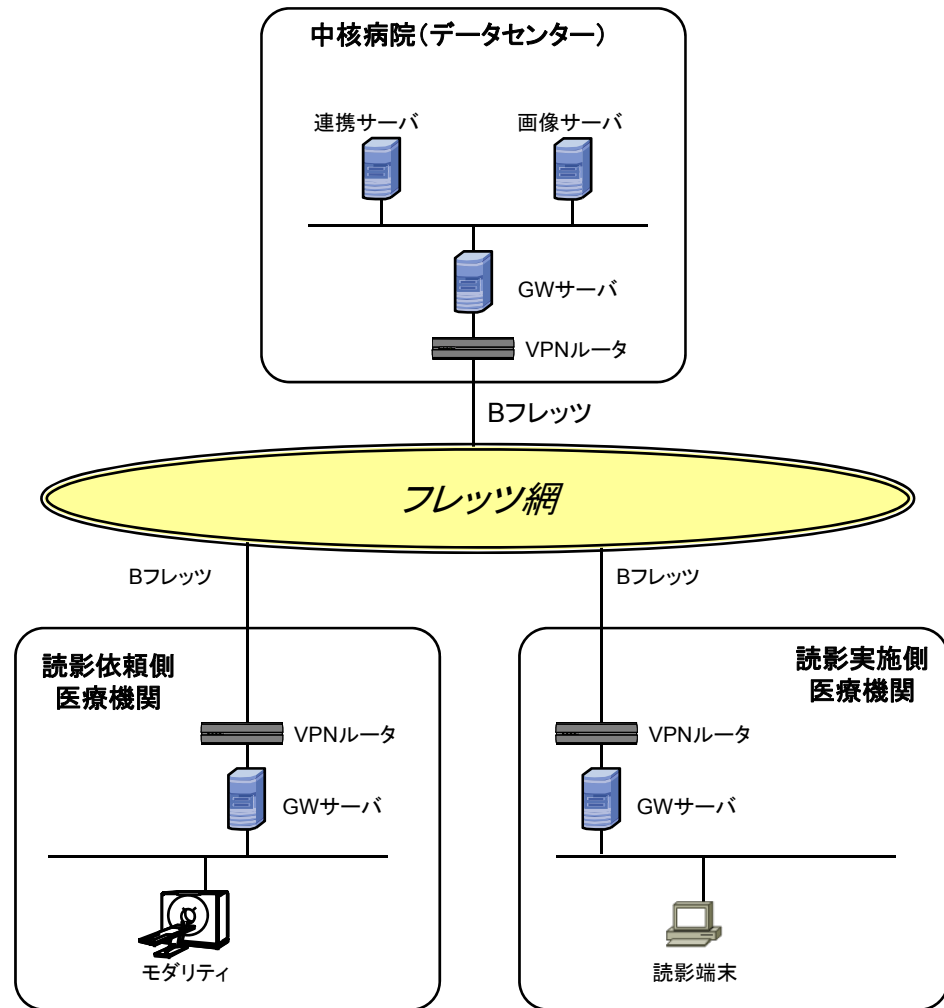 中核病院(データセンター)
連携サーバ
画像サーバ
GWサーバ
VPNルータ
Bフレッツ
フレッツ網
Bフレッツ
Bフレッツ
読影依頼側
医療機関
VPNルータ
GWサーバ
モダリティ
読影実施側
医療機関
VPNルータ
GWサーバ
読影端末